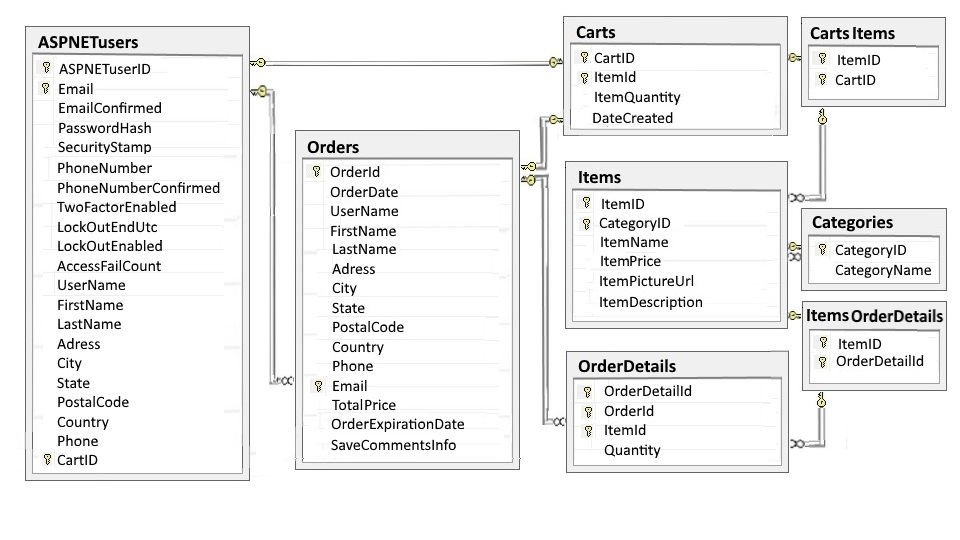 ASPNETusers
ASPNETuserID
Email
EmailConfirmed
PasswordHash
SecurityStamp
PhoneNumber
PhoneNumberConfirmed
TwoFactorEnabled
LockOutEndUtc
LockOutEnabled
AccessFailCount
UserName
FirstName
LastName
Adress
City
State
PostalCode
Country
Phone
CartID
Orders
OrderId
OrderDate
UserName
FirstName
LastName
Adress
City
State
PostalCode
Country
Phone
Email
TotalPrice
OrderExpirationDate
SaveCommentsInfo
Carts
CartID
ItemId
ItemQuantity
DateCreated
Carts Items
ItemID
CartID
Items
ItemID
CategoryID
ItemName
ItemPrice
ItemPictureUrl
ItemDescription
Categories
CategoryID
CategoryName
Items OrderDetails
ItemID
OrderDetailId
OrderDetails
OrderDetailId
OrderId
ItemId
Quantity